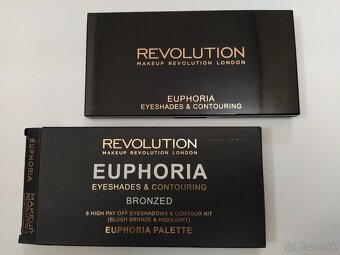 REVOLUTION
MAKEUP REVOLUTION LONDON
EUPHORIA
EYESHADES & CONTOURING
REVOLUTION
MAKEUP REVOLUTION LONDON
EUPHORIA
EYESHADES & CONTOURING
BRONZED
6 HIGH PAY OFF EYESHADOWS & CONTOUR KIT
(BLUSH BRONZE & HIGHLIGHT)
EUPHORIA PALETTE
EUPHORIA
MAKEUP